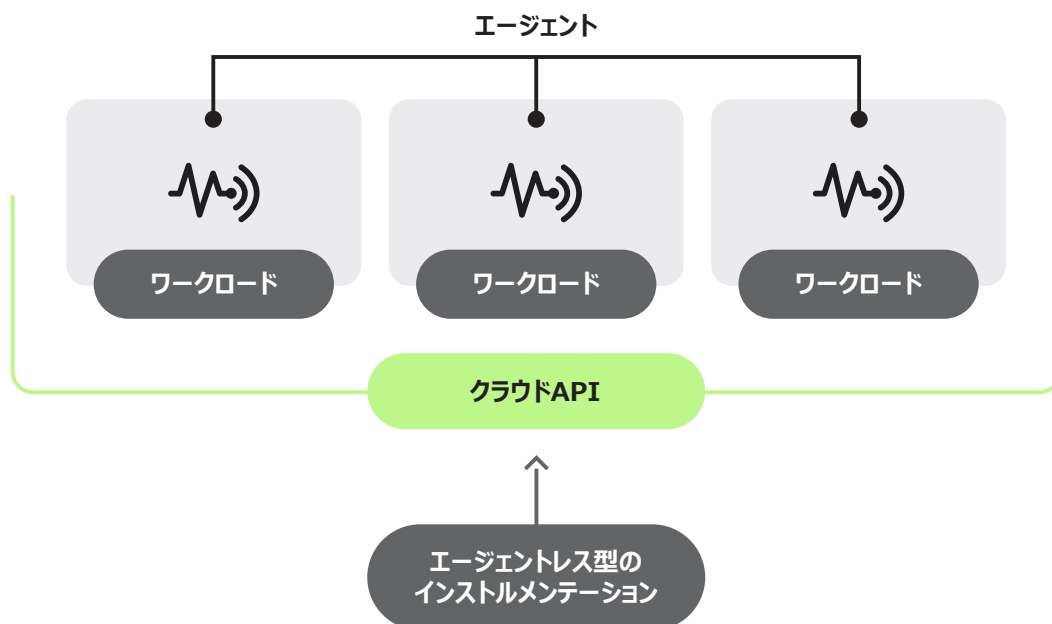 エージェント
ワークロード
ワークロード
ワークロード
クラウドAPI
エージェントレス型の
インストルメンテーション